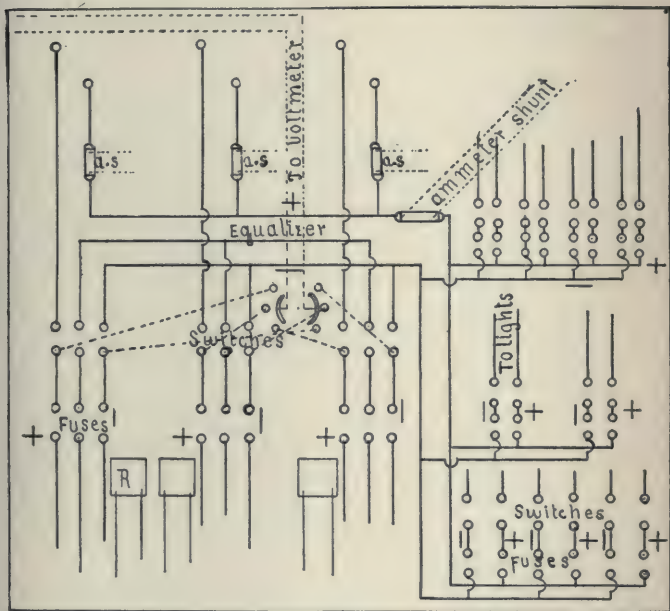 To Voltmeter
ammeter shunt
a.s
a.s
a.s
+
Equalizer
+
—
—
To lights
Switches
—
+
—
+
+
Fuses
—
+
—
+
—
R
Switches
—
+
—
+
—
+
Fuses